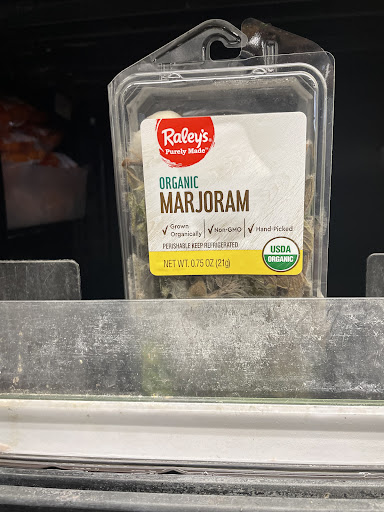 Raley's
Purely Made
ORGANIC
MARJORAM
✓ Grown Organically ✓ Non-GMO ✓ Hand-Picked
PERISHABLE KEEP REFRIGERATED
NET WT. 0.75 OZ (21g)
USDA
ORGANIC